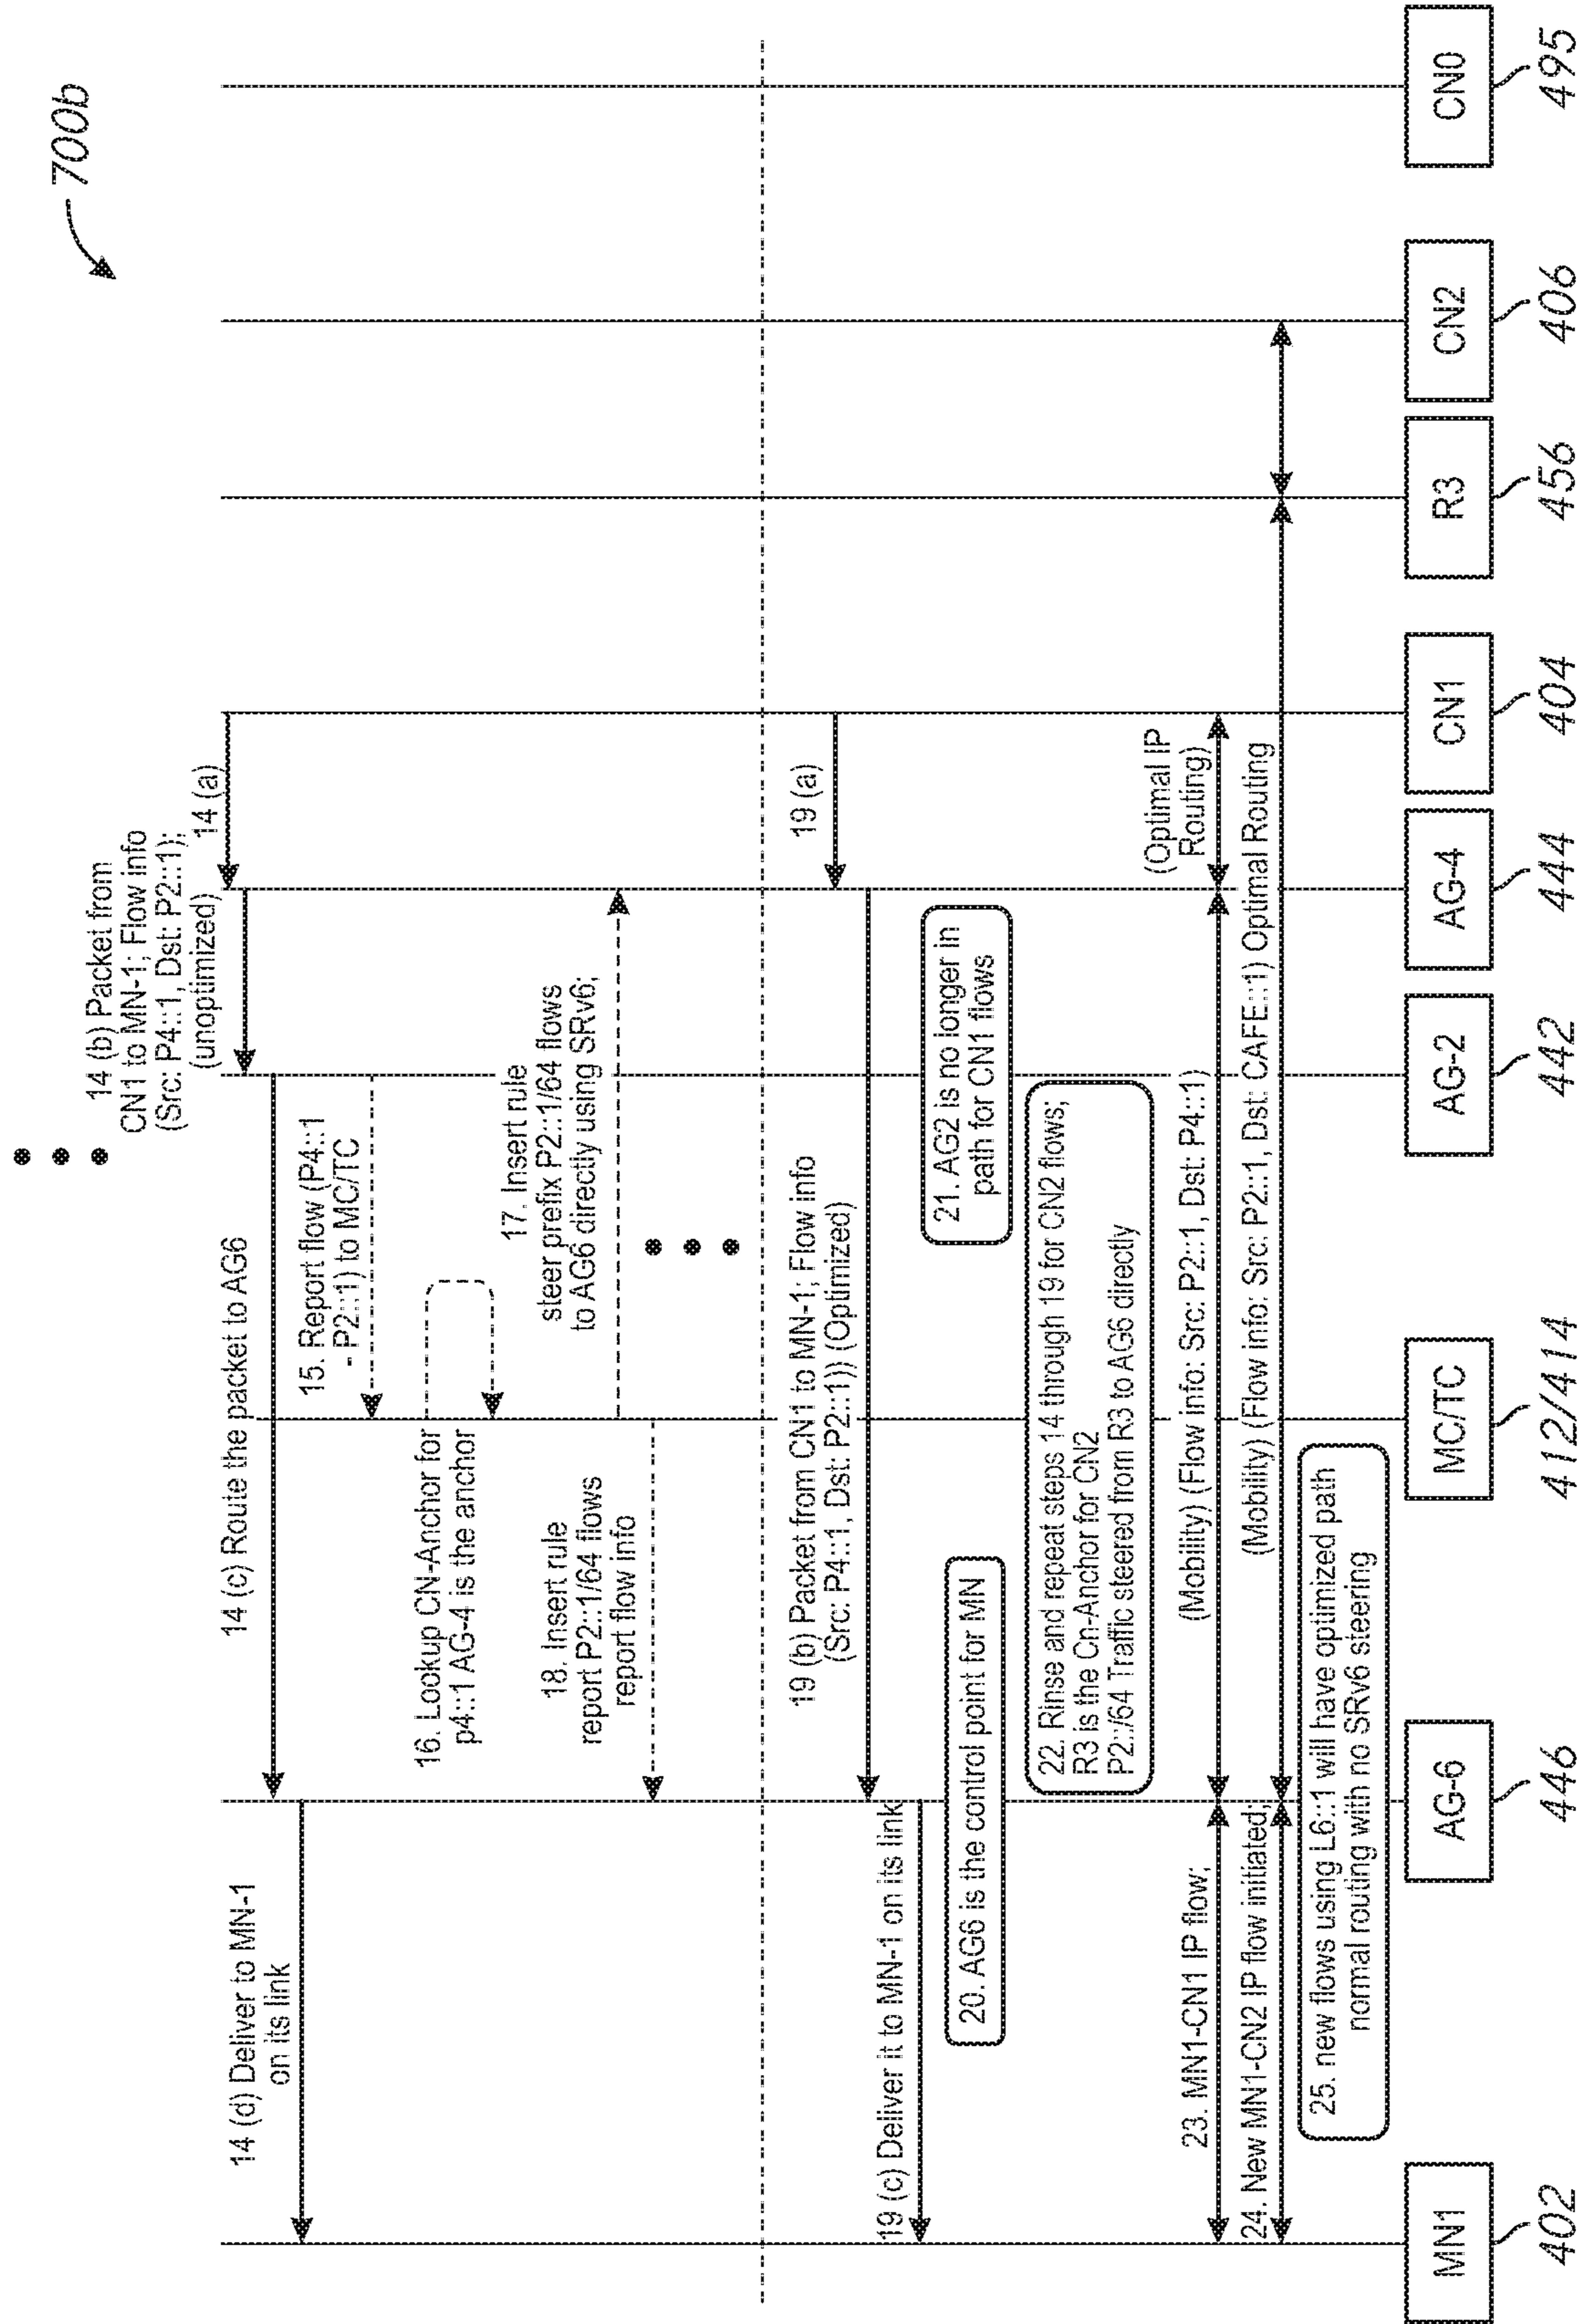 700b
14 (b) Packet from
CN1 to MN-1; Flow info
(Src: P4::1, Dst: P2::1);
(unoptimized)
14 (a)
14 (c) Route the packet to AG6
14 (d) Deliver to MN-1
on its link
15. Report flow (P4::1
- P2::1) to MC/TC
16. Lookup CN-Anchor for
p4::1 AG-4 is the anchor
17. Insert rule
steer prefix P2::1/64 flows
to AG6 directly using SRv6;
18. Insert rule
report P2::1/64 flows
report flow info
19 (a)
19 (b) Packet from CN1 to MN-1; Flow info
(Src: P4::1, Dst: P2::1)) (Optimized)
19 (c) Deliver it to MN-1 on its link
20. AG6 is the control point for MN
21. AG2 is no longer in
path for CN1 flows
22. Rinse and repeat steps 14 through 19 for CN2 flows;
R3 is the Cn-Anchor for CN2
P2::/64 Traffic steered from R3 to AG6 directly
23. MN1-CN1 IP flow;
(Mobility) (Flow info: Src: P2::1, Dst: P4::1)
(Optimal IP
Routing)
24. New MN1-CN2 IP flow initiated;
(Mobility) (Flow info: Src: P2::1, Dst: CAFE::1) Optimal Routing
25. new flows using L6::1 will have optimized path
normal routing with no SRv6 steering
MN1
AG-6
MC/TC
AG-2
AG-4
CN1
R3
CN2
CN0
402
446
412/414
442
444
404
456
406
495